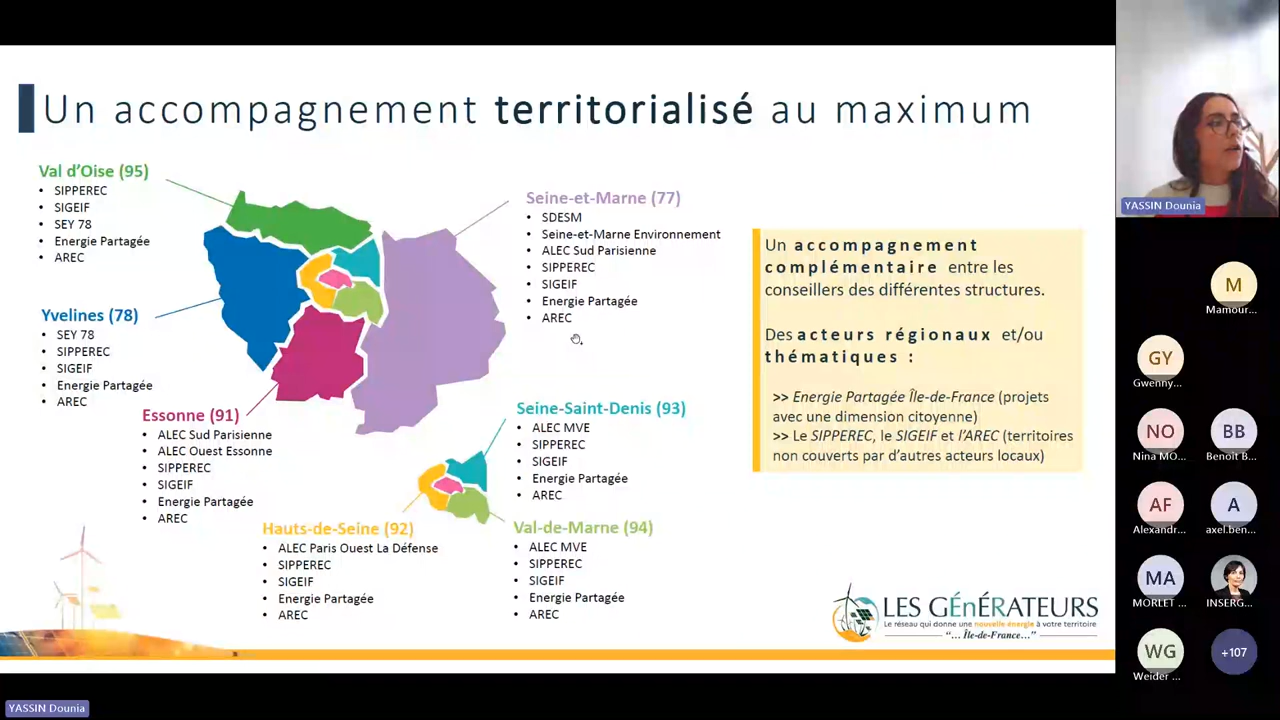 Un accompagnement territorialisé au maximum
Val d'Oise (95)
• SIPPEREC
• SIGEIF
• SEY 78
• Energie Partagée
• AREC
Yvelines (78)
• SEY 78
• SIPPEREC
• SIGEIF
• Energie Partagée
• AREC
Essonne (91)
• ALEC Sud Parisienne
• ALEC Ouest Essonne
• SIPPEREC
• SIGEIF
• Energie Partagée
• AREC
Hauts-de-Seine (92)
• ALEC Paris Ouest La Défense
• SIPPEREC
• SIGEIF
• Energie Partagée
• AREC
Seine-et-Marne (77)
• SDESM
• Seine-et-Marne Environnement
• ALEC Sud Parisienne
• SIPPEREC
• SIGEIF
• Energie Partagée
• AREC
Seine-Saint-Denis (93)
• ALEC MVE
• SIPPEREC
• SIGEIF
• Energie Partagée
• AREC
Val-de-Marne (94)
• ALEC MVE
• SIPPEREC
• SIGEIF
• Energie Partagée
• AREC
Un accompagnement
complémentaire entre les
conseillers des différentes structures.
Des acteurs régionaux et/ou
thématiques :
>> Energie Partagée Île-de-France (projets
avec une dimension citoyenne)
>> Le SIPPEREC, le SIGEIF et l'AREC (territoires
non couverts par d'autres acteurs locaux)
LES GÉnÉRATEURS
Le réseau qui donne une nouvelle énergie à votre territoire
"... Île-de-France..."
YASSIN Dounia
M
Mamour...
GY
Gwenny...
NO
Nina MO...
BB
Benoit B...
AF
Alexandr...
A
axel.ben...
MA
MORLET ...
INSERG...
WG
Weider ...
+107
YASSIN Dounia